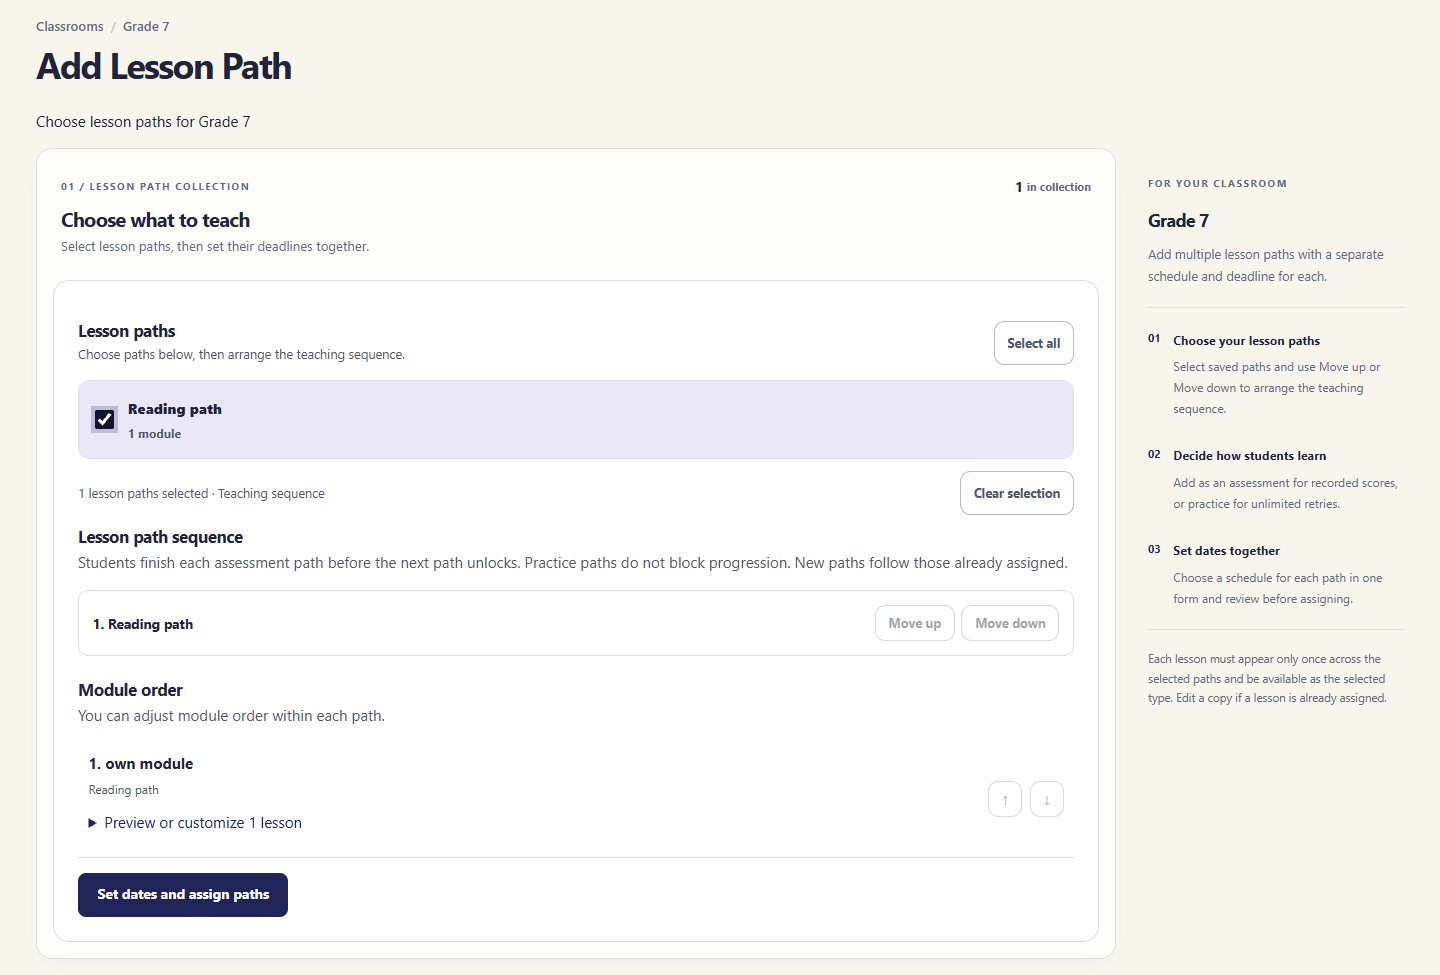 Classrooms / Grade 7
Add Lesson Path
Choose lesson paths for Grade 7
01 / LESSON PATH COLLECTION
1 in collection
Choose what to teach
Select lesson paths, then set their deadlines together.
Lesson paths
Choose paths below, then arrange the teaching sequence.
Select all
Reading path
1 module
1 lesson paths selected · Teaching sequence
Clear selection
Lesson path sequence
Students finish each assessment path before the next path unlocks. Practice paths do not block progression. New paths follow those already assigned.
1. Reading path
Move up
Move down
Module order
You can adjust module order within each path.
1. own module
Reading path
↑ ↓
▶ Preview or customize 1 lesson
Set dates and assign paths
FOR YOUR CLASSROOM
Grade 7
Add multiple lesson paths with a separate
schedule and deadline for each.
01 Choose your lesson paths
Select saved paths and use Move up or
Move down to arrange the teaching
sequence.
02 Decide how students learn
Add as an assessment for recorded scores,
or practice for unlimited retries.
03 Set dates together
Choose a schedule for each path in one
form and review before assigning.
Each lesson must appear only once across the
selected paths and be available as the selected
type. Edit a copy if a lesson is already assigned.